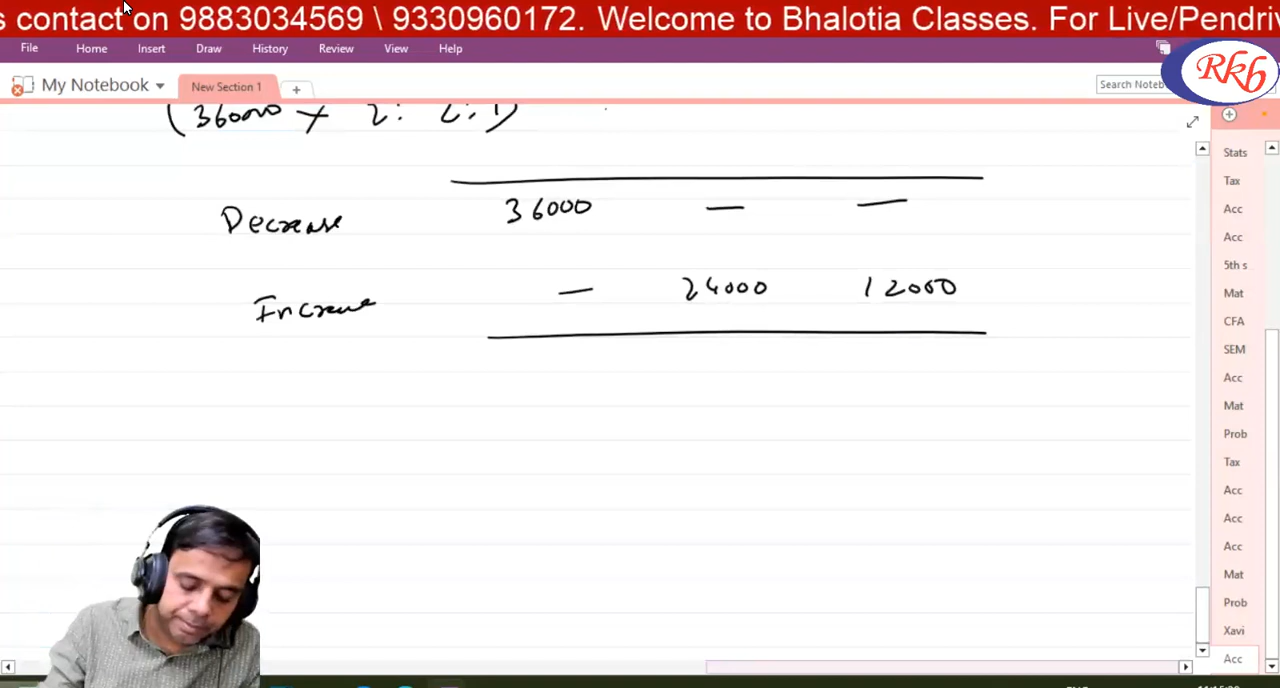 s contact on 9883034569 \ 9330960172. Welcome to Bhalotia Classes. For Live/Pendri
File Home Insert Draw History Review View Help
Rkb
My Notebook New Section 1 + Search Noteb
(36000 × 2: 2:1)
Decrease 36000 — —
Increase — 24000 12000
Stats
Tax
Acc
Acc
5th s
Mat
CFA
SEM
Acc
Mat
Prob
Tax
Acc
Acc
Acc
Mat
Prob
Xavi
Acc